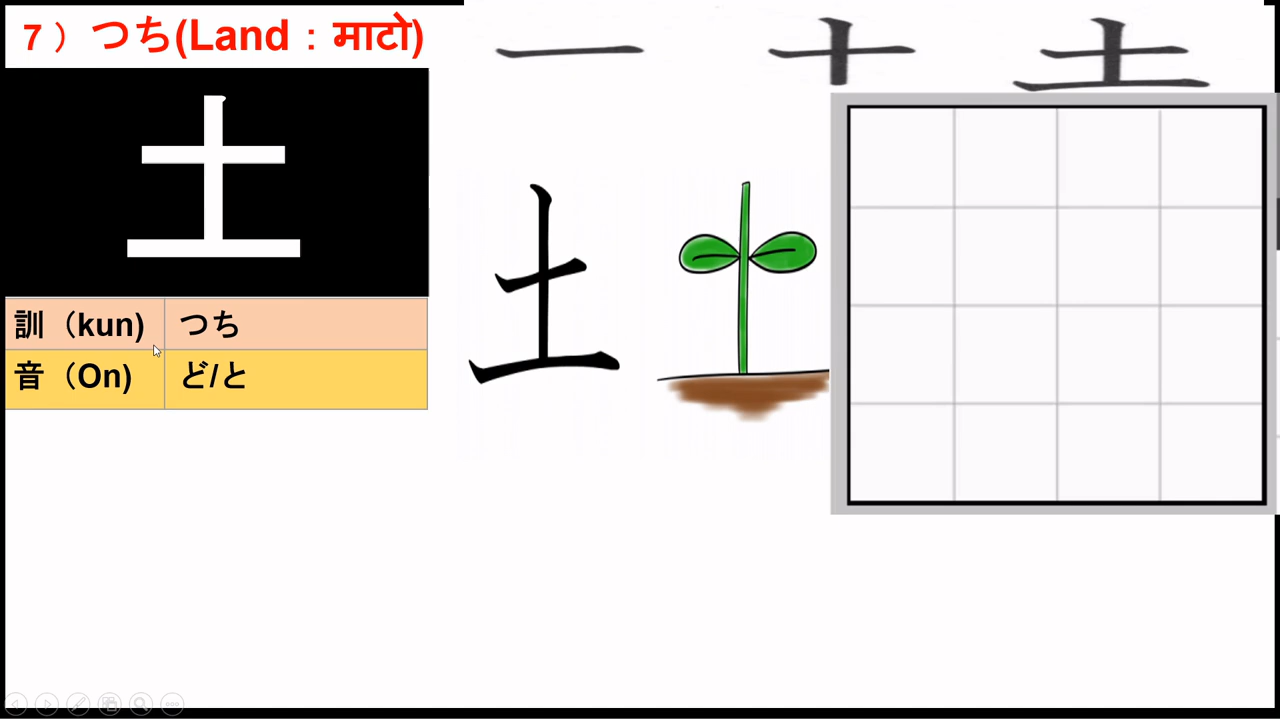 7）つち(Land：माटो)
一 十 土
土
土
訓（kun) つち
音（On) ど/と